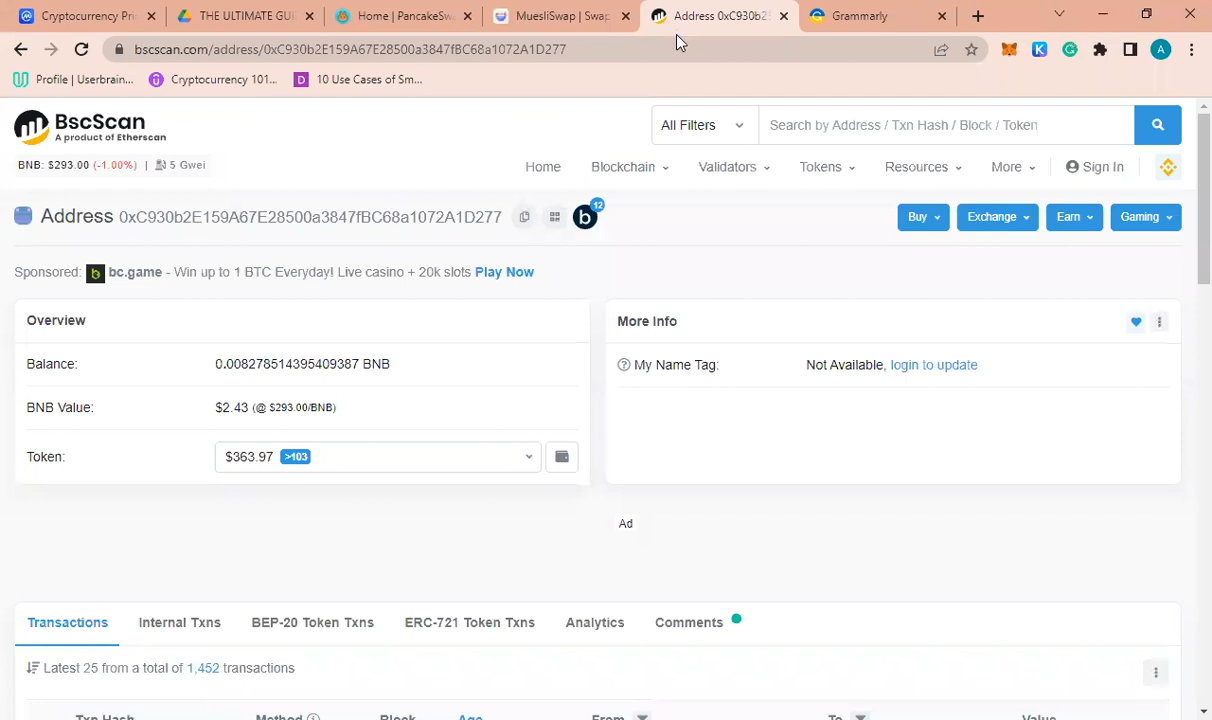 Cryptocurrency Pri
THE ULTIMATE GUI
Home | PancakeSw
MuesliSwap | Swap
Address 0xC930b2
Grammarly
bscscan.com/address/0xC930b2E159A67E28500a3847fBC68a1072A1D277
A
Profile | Userbrain...
Cryptocurrency 101...
10 Use Cases of Sm...
BscScan
A product of Etherscan
All Filters
Search by Address / Txn Hash / Block / Token
BNB: $293.00 (-1.00%) | 5 Gwei
Home
Blockchain
Validators
Tokens
Resources
More
Sign In
Address 0xC930b2E159A67E28500a3847fBC68a1072A1D277
b 12
Buy
Exchange
Earn
Gaming
Sponsored: bc.game - Win up to 1 BTC Everyday! Live casino + 20k slots Play Now
Overview
More Info
Balance: 0.008278514395409387 BNB
My Name Tag: Not Available, login to update
BNB Value: $2.43 (@ $293.00/BNB)
Token: $363.97 >103
Ad
Transactions
Internal Txns
BEP-20 Token Txns
ERC-721 Token Txns
Analytics
Comments
Latest 25 from a total of 1,452 transactions
Txn Hash
Method
Block
Age
From
To
Value